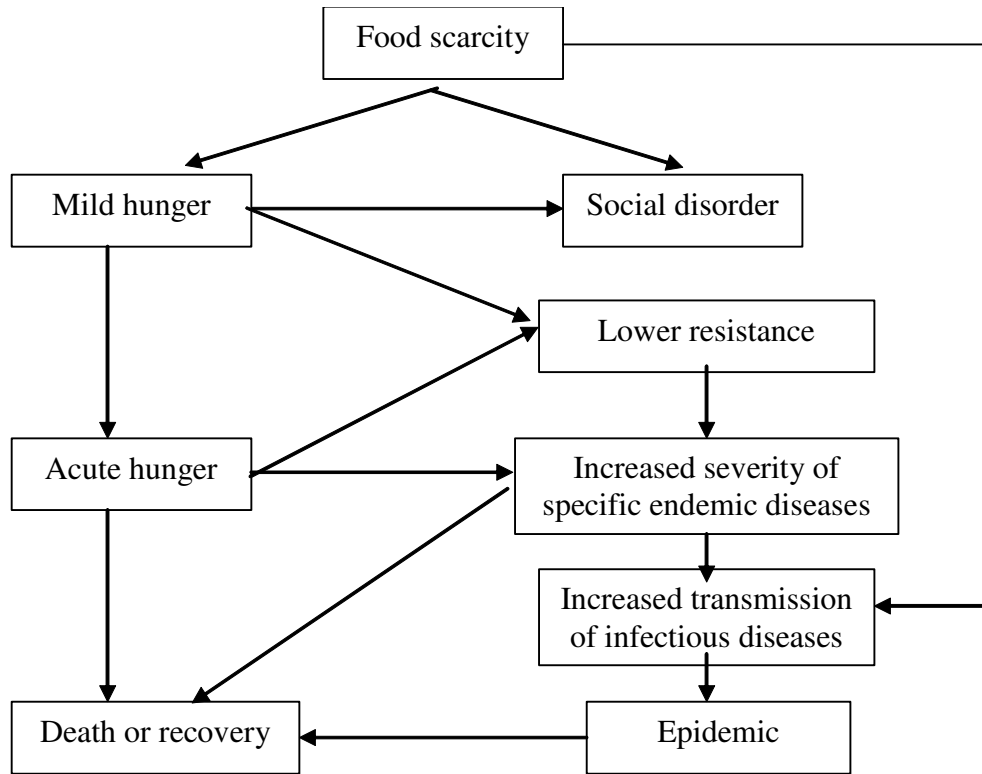 Food scarcity
Mild hunger
Social disorder
Lower resistance
Acute hunger
Increased severity of
specific endemic diseases
Increased transmission
of infectious diseases
Death or recovery
Epidemic